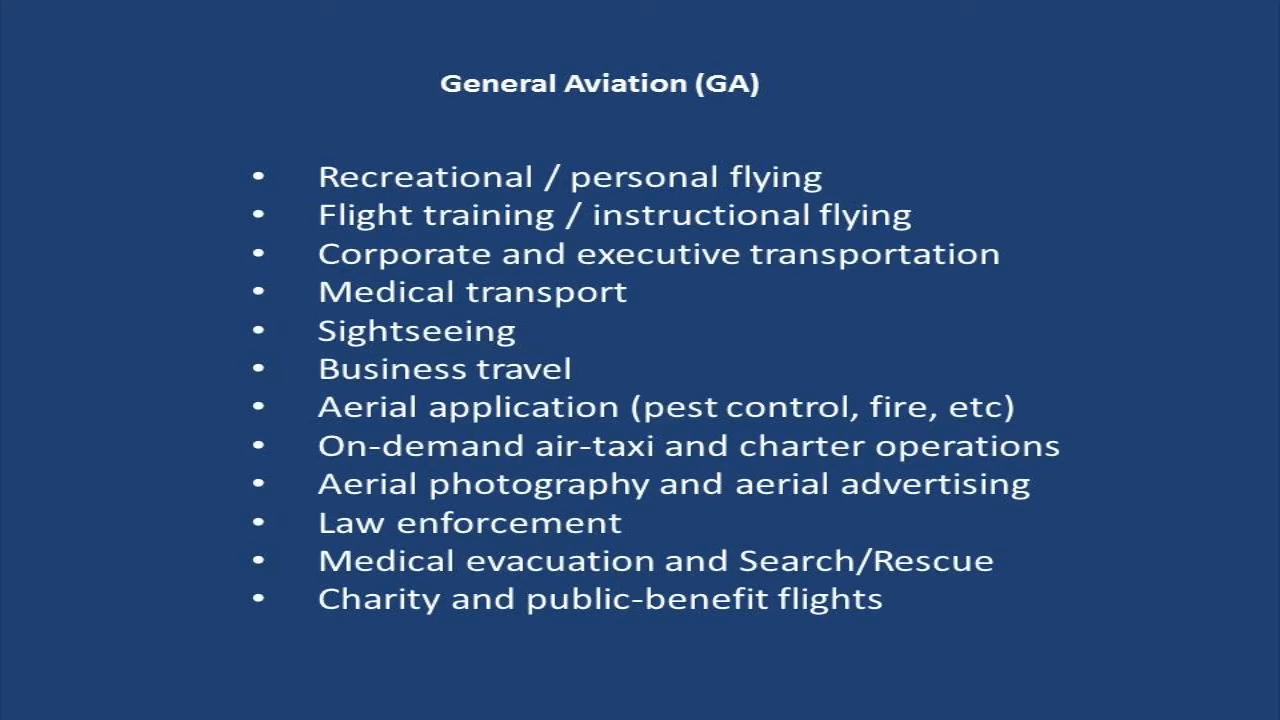 General Aviation (GA)
• Recreational / personal flying
• Flight training / instructional flying
• Corporate and executive transportation
• Medical transport
• Sightseeing
• Business travel
• Aerial application (pest control, fire, etc)
• On-demand air-taxi and charter operations
• Aerial photography and aerial advertising
• Law enforcement
• Medical evacuation and Search/Rescue
• Charity and public-benefit flights